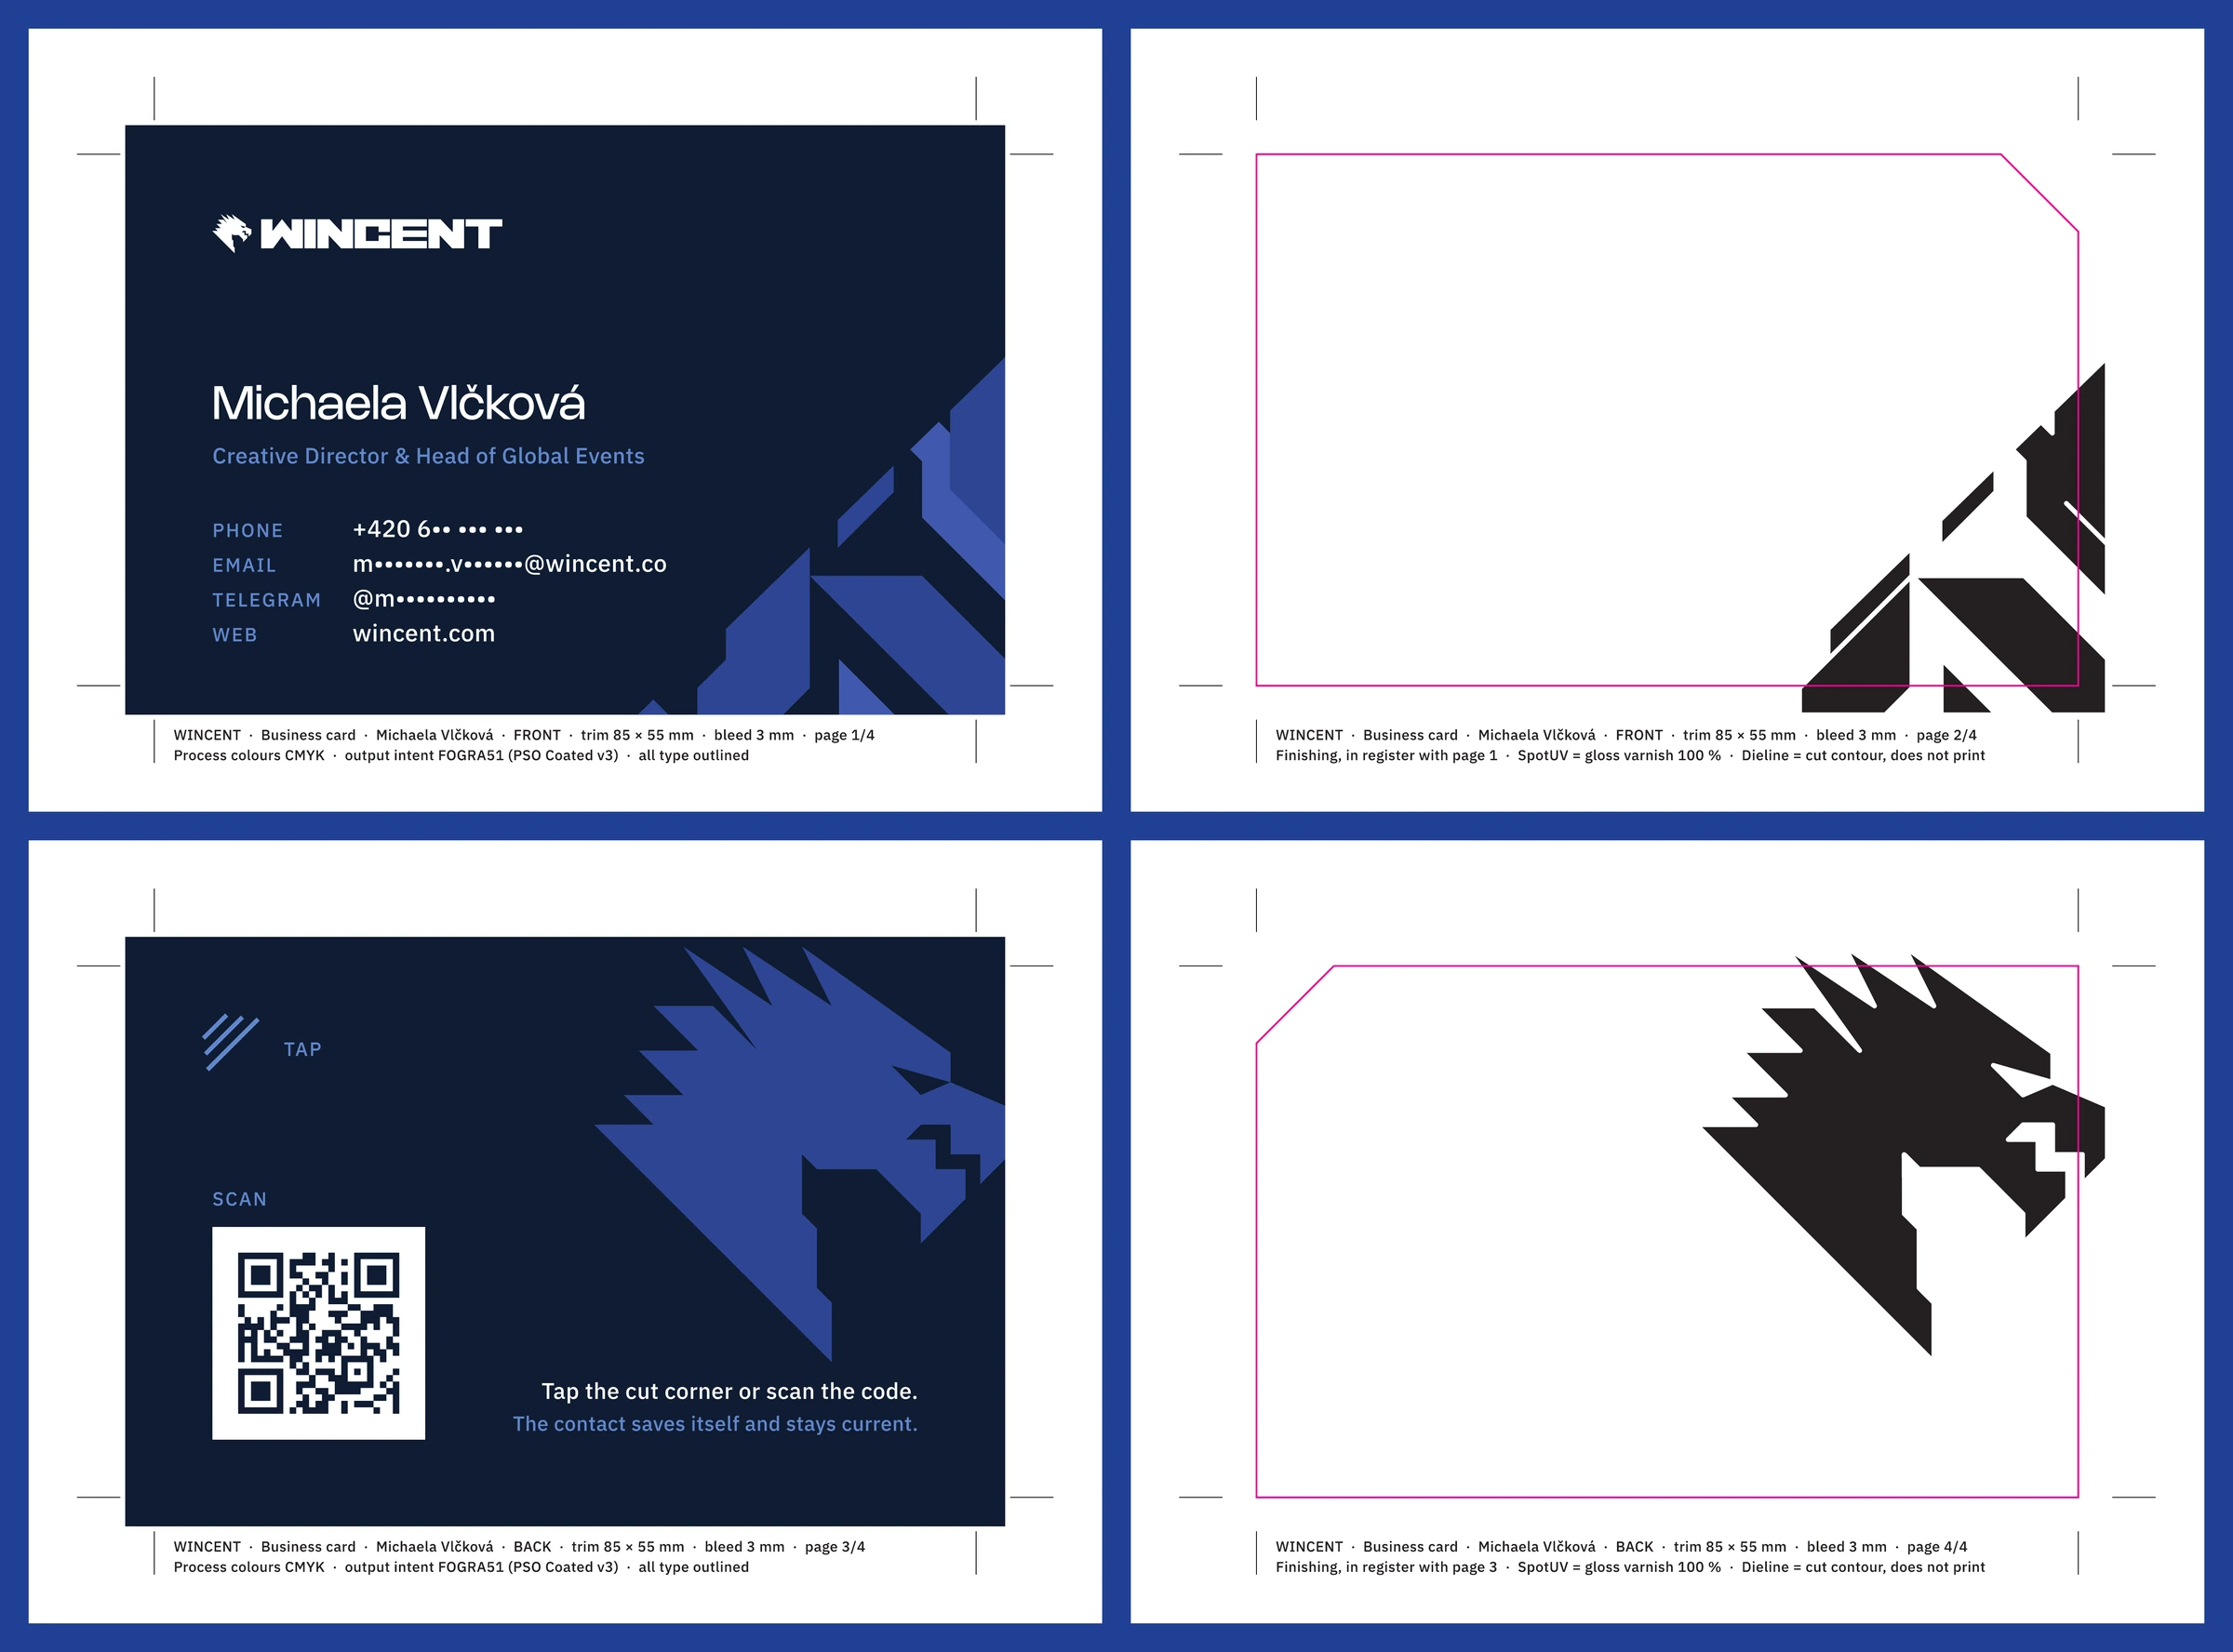 WINCENT
Michaela Vlčková
Creative Director & Head of Global Events
PHONE +420 6•• ••• •••
EMAIL m•••••••.v••••••@wincent.co
TELEGRAM @m••••••••••
WEB wincent.com
WINCENT · Business card · Michaela Vlčková · FRONT · trim 85 × 55 mm · bleed 3 mm · page 1/4
Process colours CMYK · output intent FOGRA51 (PSO Coated v3) · all type outlined
WINCENT · Business card · Michaela Vlčková · FRONT · trim 85 × 55 mm · bleed 3 mm · page 2/4
Finishing, in register with page 1 · SpotUV = gloss varnish 100 % · Dieline = cut contour, does not print
TAP
SCAN
Tap the cut corner or scan the code.
The contact saves itself and stays current.
WINCENT · Business card · Michaela Vlčková · BACK · trim 85 × 55 mm · bleed 3 mm · page 3/4
Process colours CMYK · output intent FOGRA51 (PSO Coated v3) · all type outlined
WINCENT · Business card · Michaela Vlčková · BACK · trim 85 × 55 mm · bleed 3 mm · page 4/4
Finishing, in register with page 3 · SpotUV = gloss varnish 100 % · Dieline = cut contour, does not print